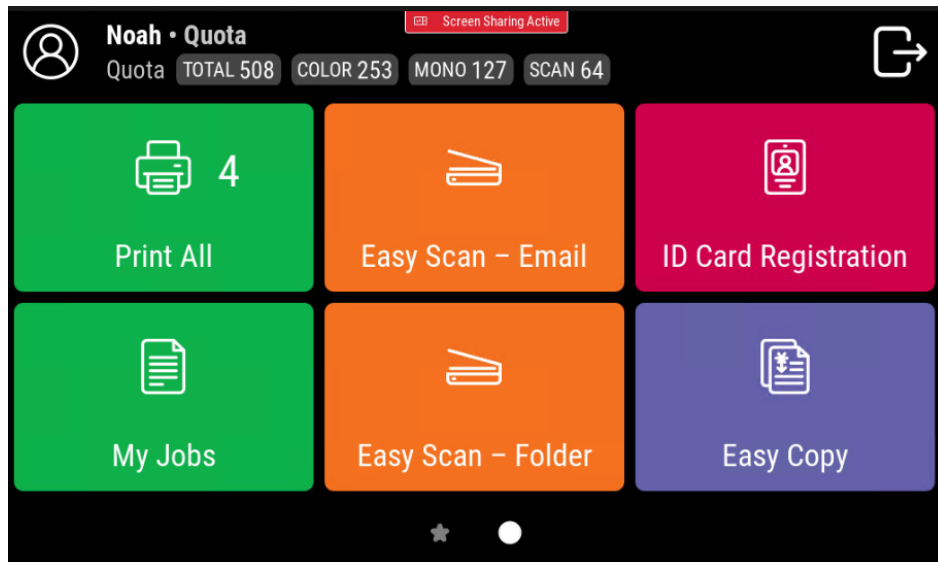 Screen Sharing Active
Noah • Quota
Quota TOTAL 508 COLOR 253 MONO 127 SCAN 64
4
Print All
Easy Scan – Email
ID Card Registration
My Jobs
Easy Scan – Folder
Easy Copy